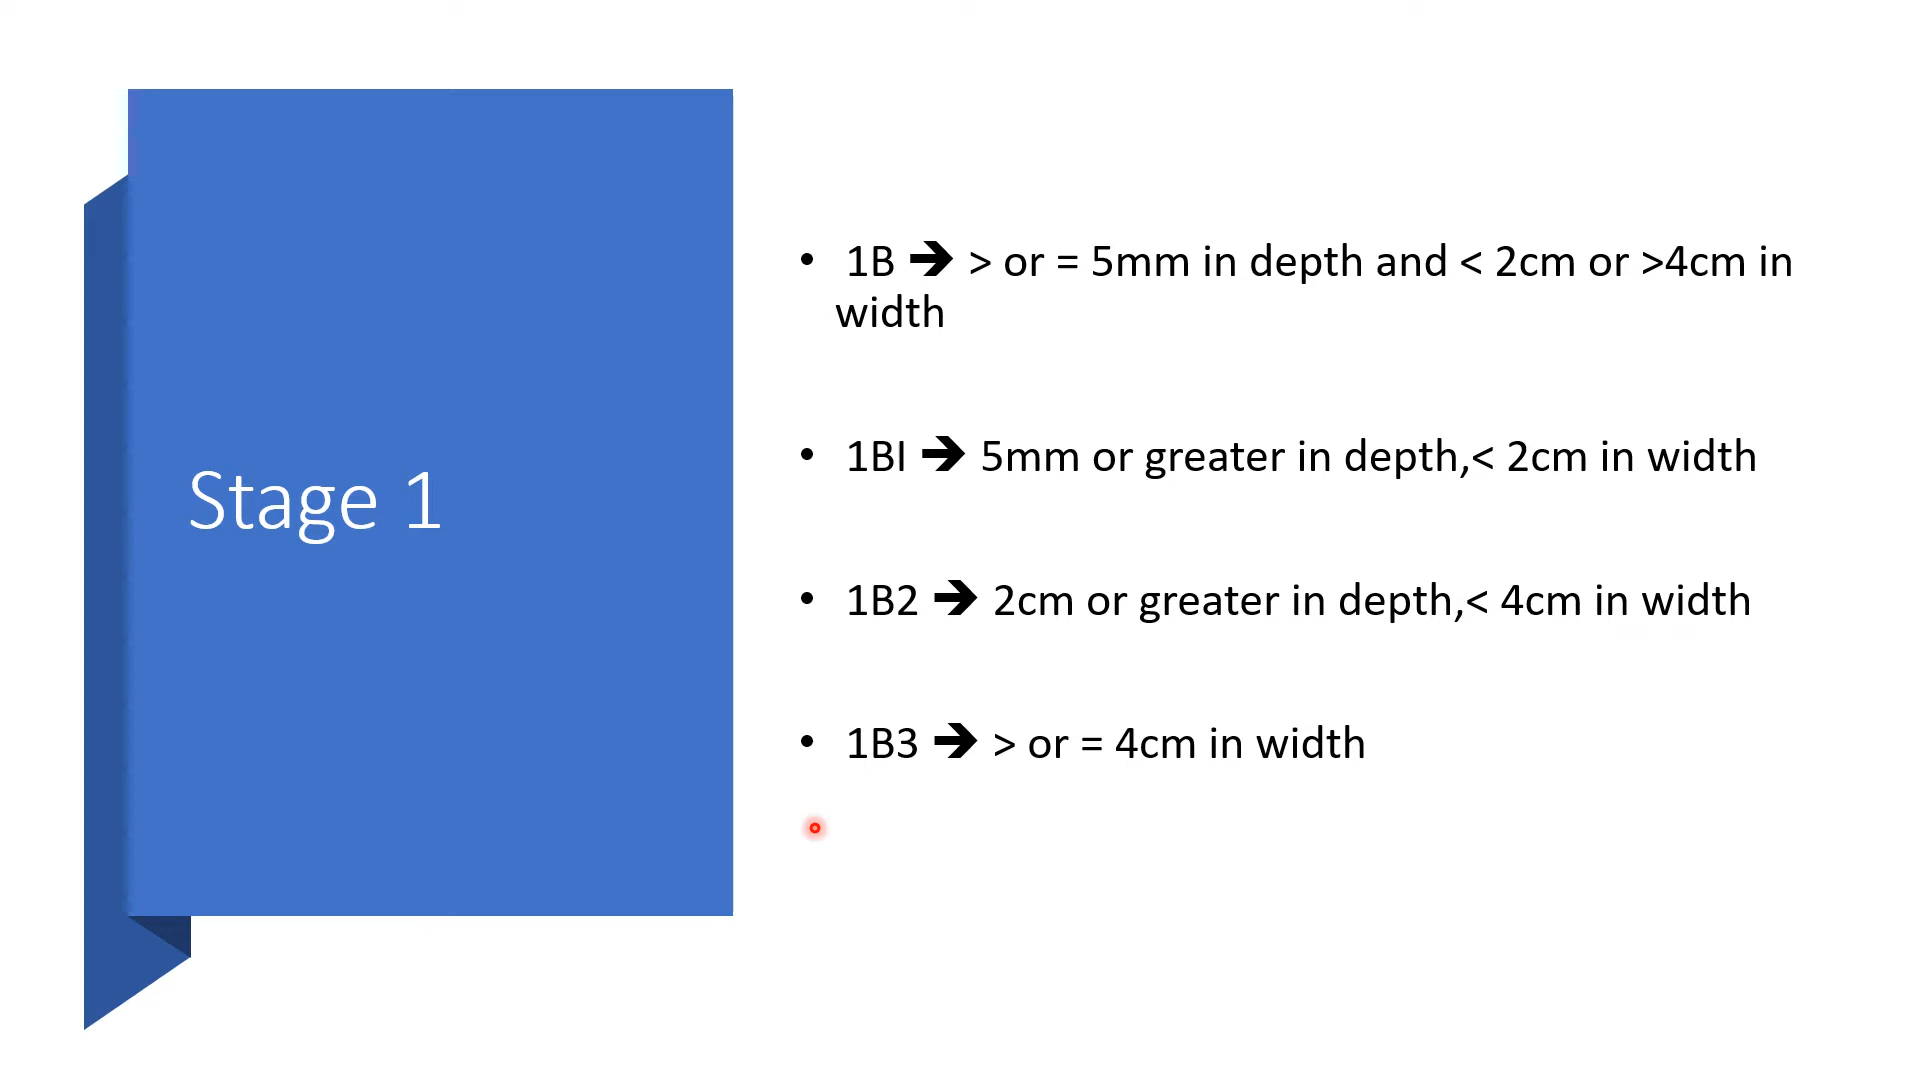 Stage 1
• 1B 🡺 > or = 5mm in depth and < 2cm or >4cm in
width
• 1BI 🡺 5mm or greater in depth,< 2cm in width
• 1B2 🡺 2cm or greater in depth,< 4cm in width
• 1B3 🡺 > or = 4cm in width